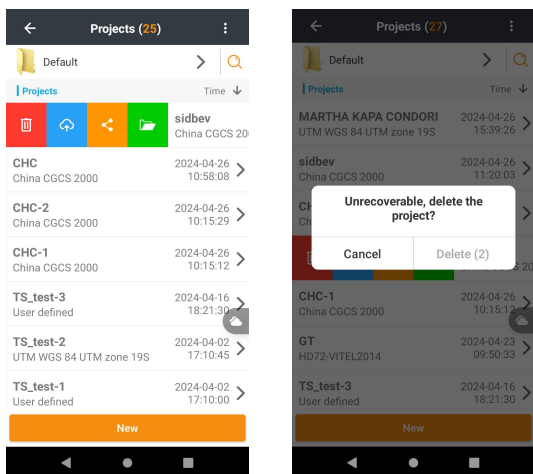 Projects (25)
Default
Projects
Time
sidbev
China CGCS 20
CHC
China CGCS 2000
2024-04-26
10:58:08
CHC-2
China CGCS 2000
2024-04-26
10:15:29
CHC-1
China CGCS 2000
2024-04-26
10:15:12
TS_test-3
User defined
2024-04-16
18:21:30
TS_test-2
UTM WGS 84 UTM zone 19S
2024-04-02
17:10:45
TS_test-1
User defined
2024-04-02
17:10:00
New
Projects (27)
Default
Projects
Time
MARTHA KAPA CONDORI
UTM WGS 84 UTM zone 19S
2024-04-26
15:39:26
sidbev
China CGCS 2000
2024-04-26
11:20:03
Unrecoverable, delete the
project?
Cancel
Delete (2)
CHC-1
China CGCS 2000
2024-04-26
10:15:12
GT
HD72-VITEL2014
2024-04-23
09:50:33
TS_test-3
User defined
2024-04-16
18:21:30
New